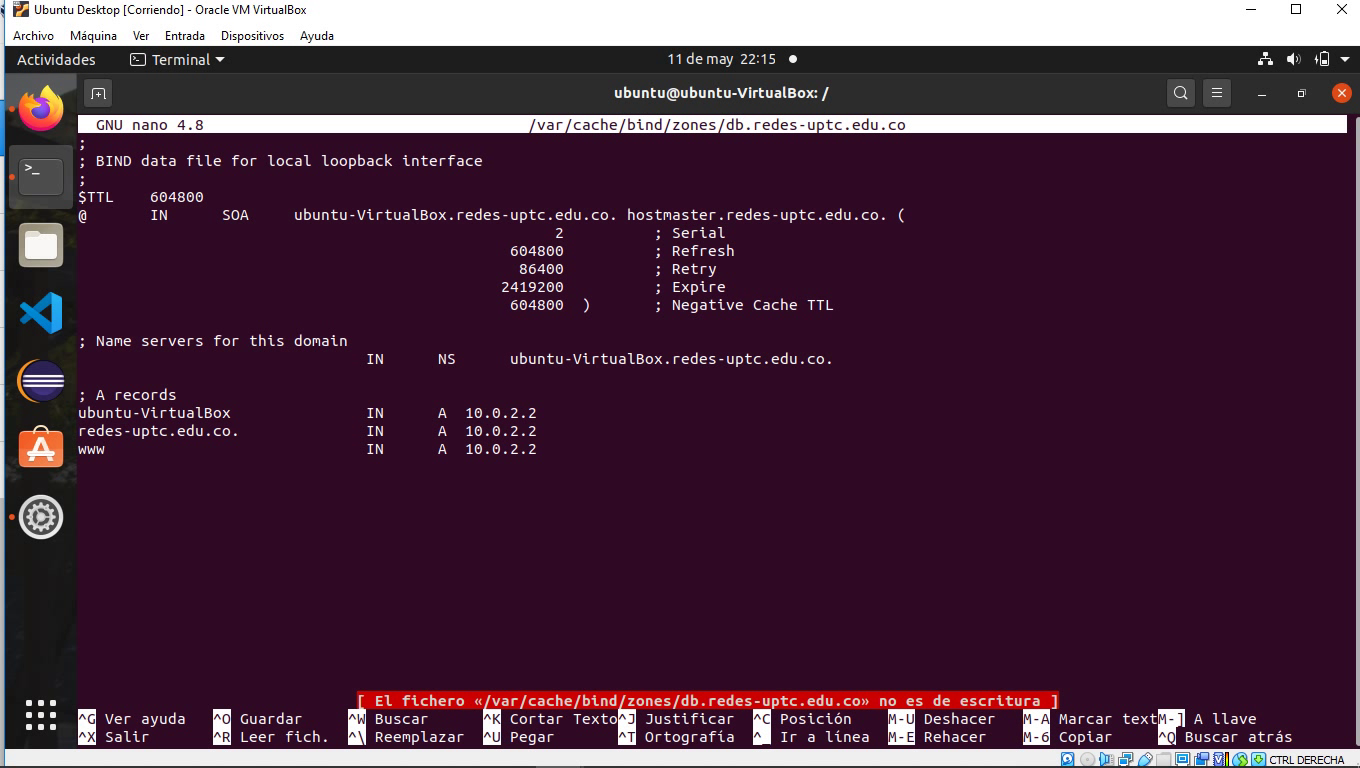 Ubuntu Desktop [Corriendo] - Oracle VM VirtualBox
Archivo Máquina Ver Entrada Dispositivos Ayuda
Actividades Terminal 11 de may 22:15
ubuntu@ubuntu-VirtualBox: /
GNU nano 4.8 /var/cache/bind/zones/db.redes-uptc.edu.co
;
; BIND data file for local loopback interface
;
$TTL 604800
@ IN SOA ubuntu-VirtualBox.redes-uptc.edu.co. hostmaster.redes-uptc.edu.co. (
2 ; Serial
604800 ; Refresh
86400 ; Retry
2419200 ; Expire
604800 ) ; Negative Cache TTL
; Name servers for this domain
IN NS ubuntu-VirtualBox.redes-uptc.edu.co.
; A records
ubuntu-VirtualBox IN A 10.0.2.2
redes-uptc.edu.co. IN A 10.0.2.2
www IN A 10.0.2.2
[ El fichero «/var/cache/bind/zones/db.redes-uptc.edu.co» no es de escritura ]
^G Ver ayuda ^O Guardar ^W Buscar ^K Cortar Texto ^J Justificar ^C Posición M-U Deshacer M-A Marcar text M-] A llave
^X Salir ^R Leer fich. ^\ Reemplazar ^U Pegar ^T Ortografía ^_ Ir a línea M-E Rehacer M-6 Copiar ^Q Buscar atrás
CTRL DERECHA